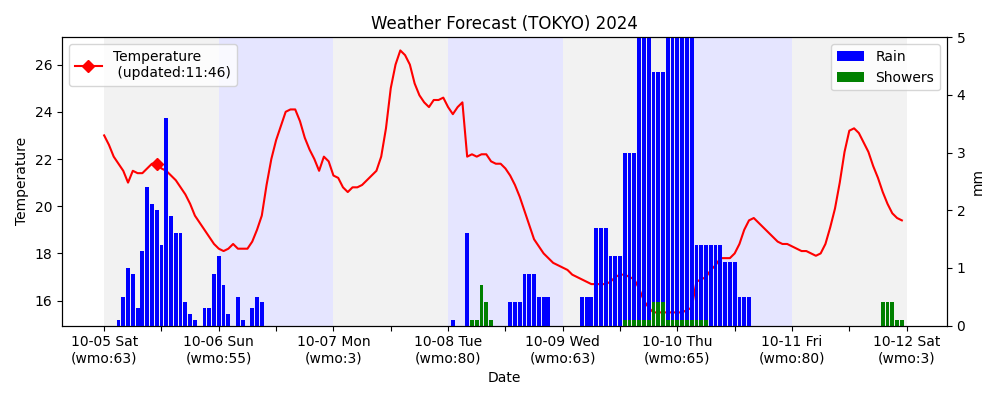 Weather Forecast (TOKYO) 2024
Temperature
(updated:11:46)
Rain
Showers
Temperature
26
24
22
20
18
16
5
4
3
2
1
0
mm
10-05 Sat
(wmo:63)
10-06 Sun
(wmo:55)
10-07 Mon
(wmo:3)
10-08 Tue
(wmo:80)
10-09 Wed
(wmo:63)
10-10 Thu
(wmo:65)
10-11 Fri
(wmo:80)
10-12 Sat
(wmo:3)
Date